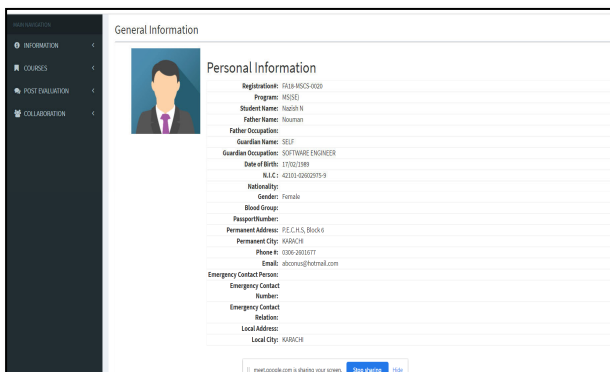 MAIN NAVIGATION
INFORMATION
COURSES
POST EVALUATION
COLLABORATION
General Information
Personal Information
Registration#: FA18-MSCS-0020
Program: MS(SE)
Student Name: Nazish N
Father Name: Nouman
Father Occupation:
Guardian Name: SELF
Guardian Occupation: SOFTWARE ENGINEER
Date of Birth: 17/02/1989
N.I.C : 42101-02602975-9
Nationality:
Gender: Female
Blood Group:
PassportNumber:
Permanent Address: P.E.C.H.S, Block 6
Permanent City: KARACHI
Phone #: 0306-2601677
Email: abconus@hotmail.com
Emergency Contact Person:
Emergency Contact
Number:
Emergency Contact
Relation:
Local Address:
Local City: KARACHI
meet.google.com is sharing your screen. Stop sharing Hide